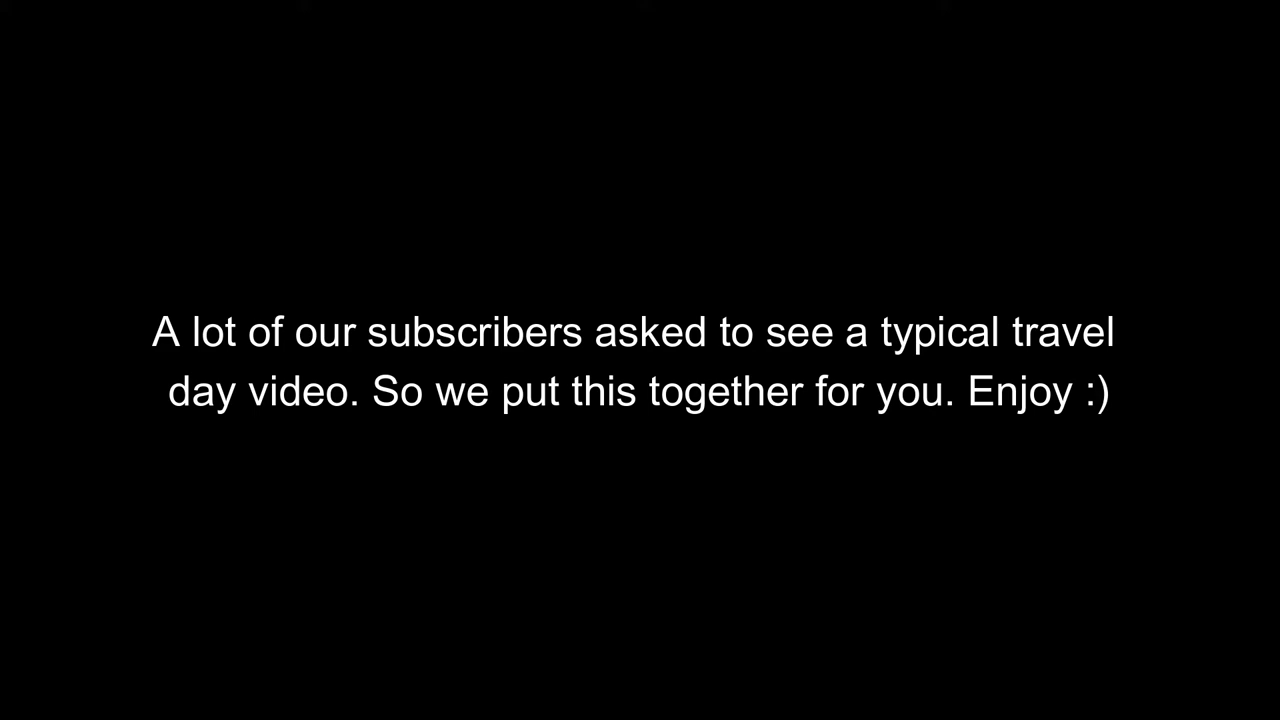 A lot of our subscribers asked to see a typical travel
day video. So we put this together for you. Enjoy :)